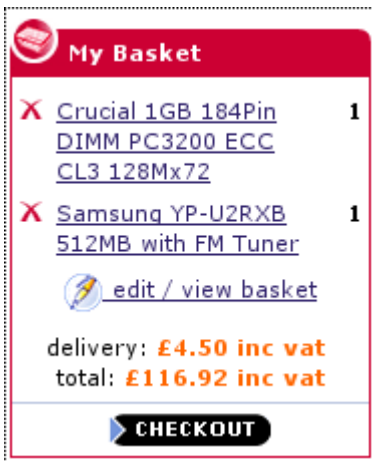 My Basket
X Crucial 1GB 184Pin 1
DIMM PC3200 ECC
CL3 128Mx72
X Samsung YP-U2RXB 1
512MB with FM Tuner
edit / view basket
delivery: £4.50 inc vat
total: £116.92 inc vat
CHECKOUT